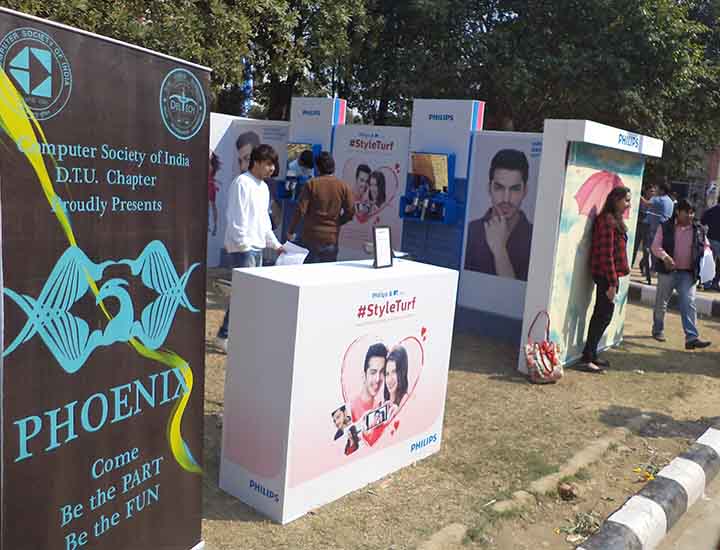 COMPUTER SOCIETY OF INDIA
DELTECH
Computer Society of India
D.T.U. Chapter
Proudly Presents
PHOENIX
Come
Be the PART
Be the FUN
PHILIPS
PHILIPS
PHILIPS
#StyleTurf
Philips &
#StyleTurf
PHILIPS
PHILIPS